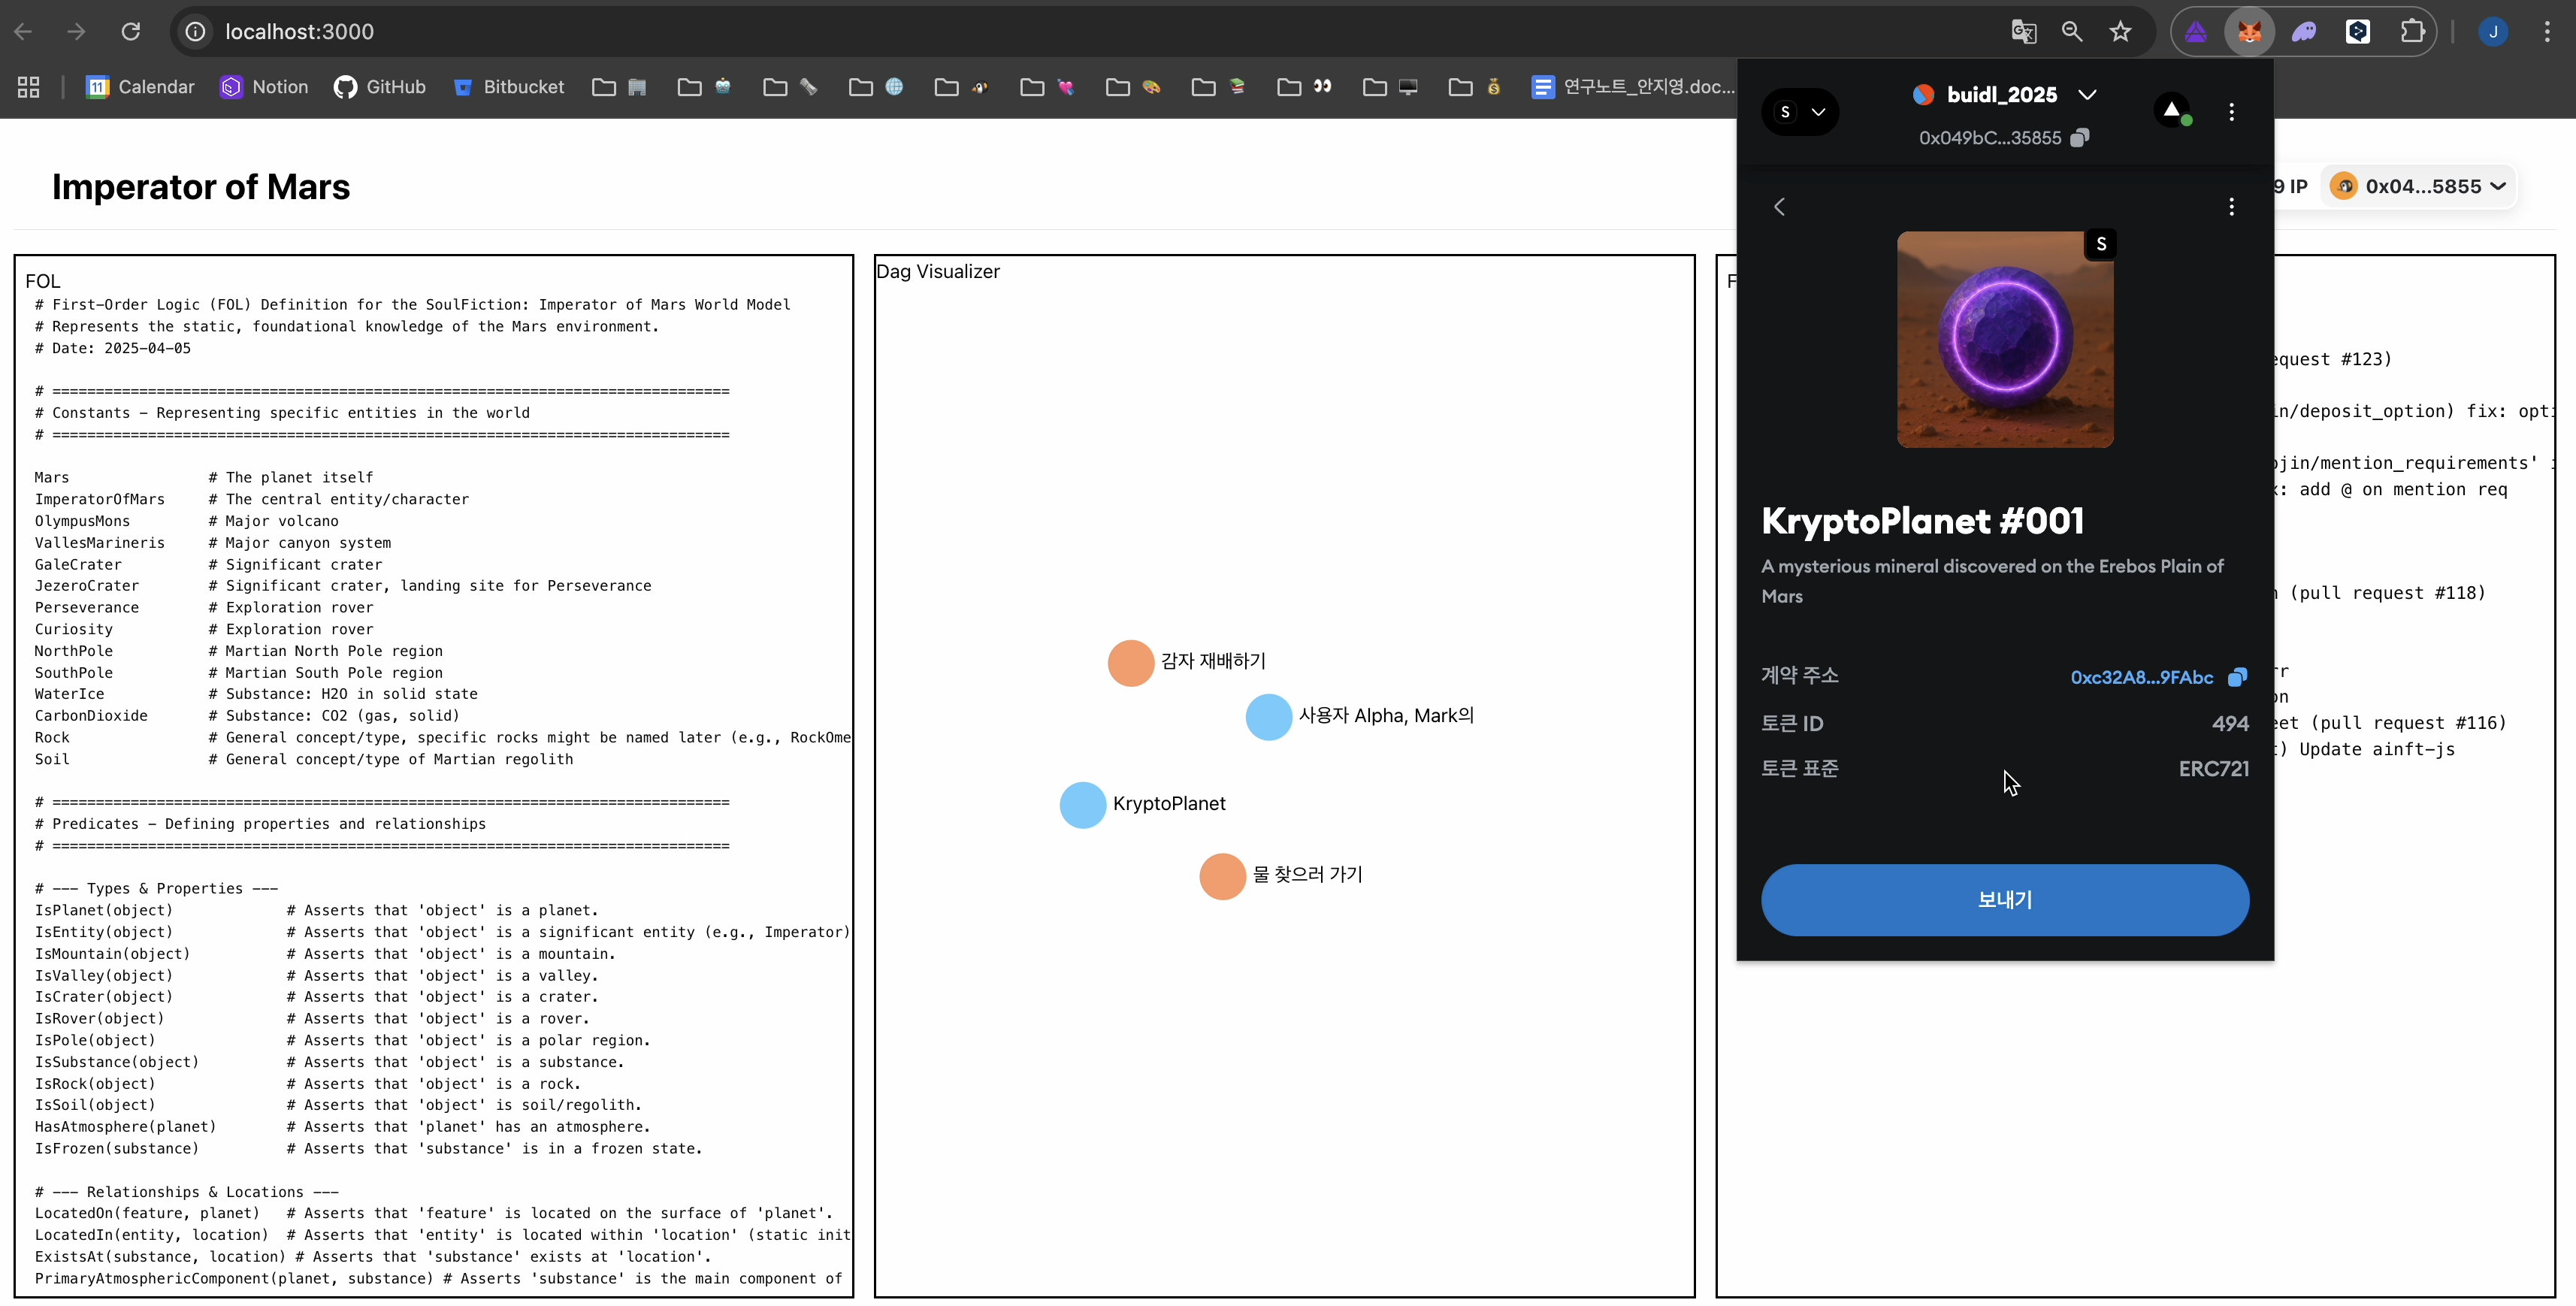 localhost:3000
J
11 Calendar
Notion
GitHub
Bitbucket
연구노트_안지영.doc...
Imperator of Mars
9 IP
0x04...5855
FOL
# First-Order Logic (FOL) Definition for the SoulFiction: Imperator of Mars World Model
# Represents the static, foundational knowledge of the Mars environment.
# Date: 2025-04-05
# ==============================================================================
# Constants - Representing specific entities in the world
# ==============================================================================
Mars # The planet itself
ImperatorOfMars # The central entity/character
OlympusMons # Major volcano
VallesMarineris # Major canyon system
GaleCrater # Significant crater
JezeroCrater # Significant crater, landing site for Perseverance
Perseverance # Exploration rover
Curiosity # Exploration rover
NorthPole # Martian North Pole region
SouthPole # Martian South Pole region
WaterIce # Substance: H2O in solid state
CarbonDioxide # Substance: CO2 (gas, solid)
Rock # General concept/type, specific rocks might be named later (e.g., RockOme
Soil # General concept/type of Martian regolith
# ==============================================================================
# Predicates - Defining properties and relationships
# ==============================================================================
# --- Types & Properties ---
IsPlanet(object) # Asserts that 'object' is a planet.
IsEntity(object) # Asserts that 'object' is a significant entity (e.g., Imperator)
IsMountain(object) # Asserts that 'object' is a mountain.
IsValley(object) # Asserts that 'object' is a valley.
IsCrater(object) # Asserts that 'object' is a crater.
IsRover(object) # Asserts that 'object' is a rover.
IsPole(object) # Asserts that 'object' is a polar region.
IsSubstance(object) # Asserts that 'object' is a substance.
IsRock(object) # Asserts that 'object' is a rock.
IsSoil(object) # Asserts that 'object' is soil/regolith.
HasAtmosphere(planet) # Asserts that 'planet' has an atmosphere.
IsFrozen(substance) # Asserts that 'substance' is in a frozen state.
# --- Relationships & Locations ---
LocatedOn(feature, planet) # Asserts that 'feature' is located on the surface of 'planet'.
LocatedIn(entity, location) # Asserts that 'entity' is located within 'location' (static init
ExistsAt(substance, location) # Asserts that 'substance' exists at 'location'.
PrimaryAtmosphericComponent(planet, substance) # Asserts 'substance' is the main component of
Dag Visualizer
감자 재배하기
사용자 Alpha, Mark의
KryptoPlanet
물 찾으러 가기
F
equest #123)
in/deposit_option) fix: opti
ojin/mention_requirements' i
x: add @ on mention req
n (pull request #118)
rr
on
eet (pull request #116)
t) Update ainft-js
S
buidl_2025
0x049bC...35855
S
KryptoPlanet #001
A mysterious mineral discovered on the Erebos Plain of
Mars
계약 주소 0xc32A8...9FAbc
토큰 ID 494
토큰 표준 ERC721
보내기